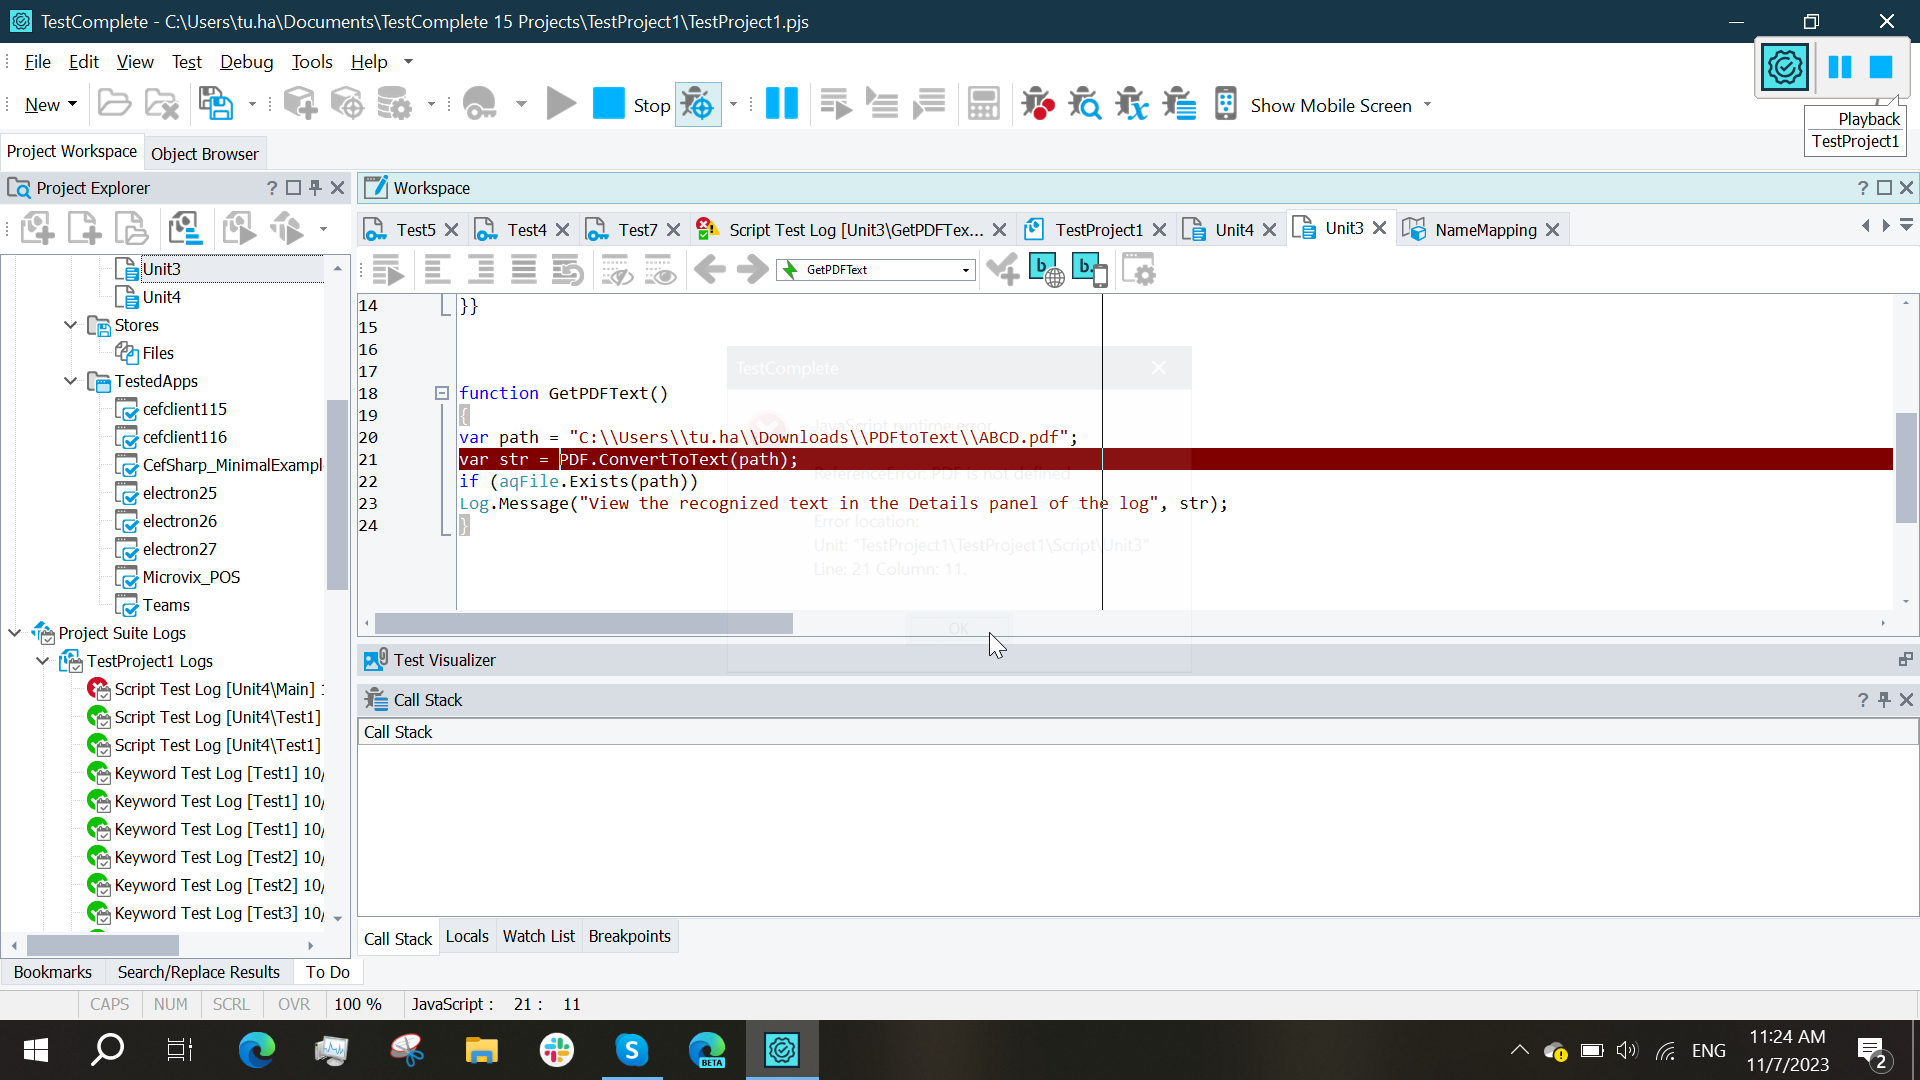 TestComplete - C:\Users\tu.ha\Documents\TestComplete 15 Projects\TestProject1\TestProject1.pjs
File Edit View Test Debug Tools Help
New Stop Show Mobile Screen
Playback
TestProject1
Project Workspace Object Browser
Project Explorer
Workspace
Test5 Test4 Test7 Script Test Log [Unit3\GetPDFTex... TestProject1 Unit4 Unit3 NameMapping
GetPDFText
Unit3
Unit4
Stores
Files
TestedApps
cefclient115
cefclient116
CefSharp_MinimalExampl
electron25
electron26
electron27
Microvix_POS
Teams
Project Suite Logs
TestProject1 Logs
Script Test Log [Unit4\Main] 1
Script Test Log [Unit4\Test1]
Script Test Log [Unit4\Test1]
Keyword Test Log [Test1] 10/
Keyword Test Log [Test1] 10/
Keyword Test Log [Test1] 10/
Keyword Test Log [Test2] 10/
Keyword Test Log [Test2] 10/
Keyword Test Log [Test3] 10/
14 }}
15
16
17
18 function GetPDFText()
19 {
20 var path = "C:\\Users\\tu.ha\\Downloads\\PDFtoText\\ABCD.pdf";
21 var str = PDF.ConvertToText(path);
22 if (aqFile.Exists(path))
23 Log.Message("View the recognized text in the Details panel of the log", str);
24 }
TestComplete
JavaScript runtime error.
ReferenceError: PDF is not defined
Error location:
Unit: "TestProject1\TestProject1\Script\Unit3"
Line: 21 Column: 11.
OK
Test Visualizer
Call Stack
Call Stack
Call Stack Locals Watch List Breakpoints
Bookmarks Search/Replace Results To Do
CAPS NUM SCRL OVR 100 % JavaScript : 21 : 11
BETA
ENG
11:24 AM
11/7/2023
2